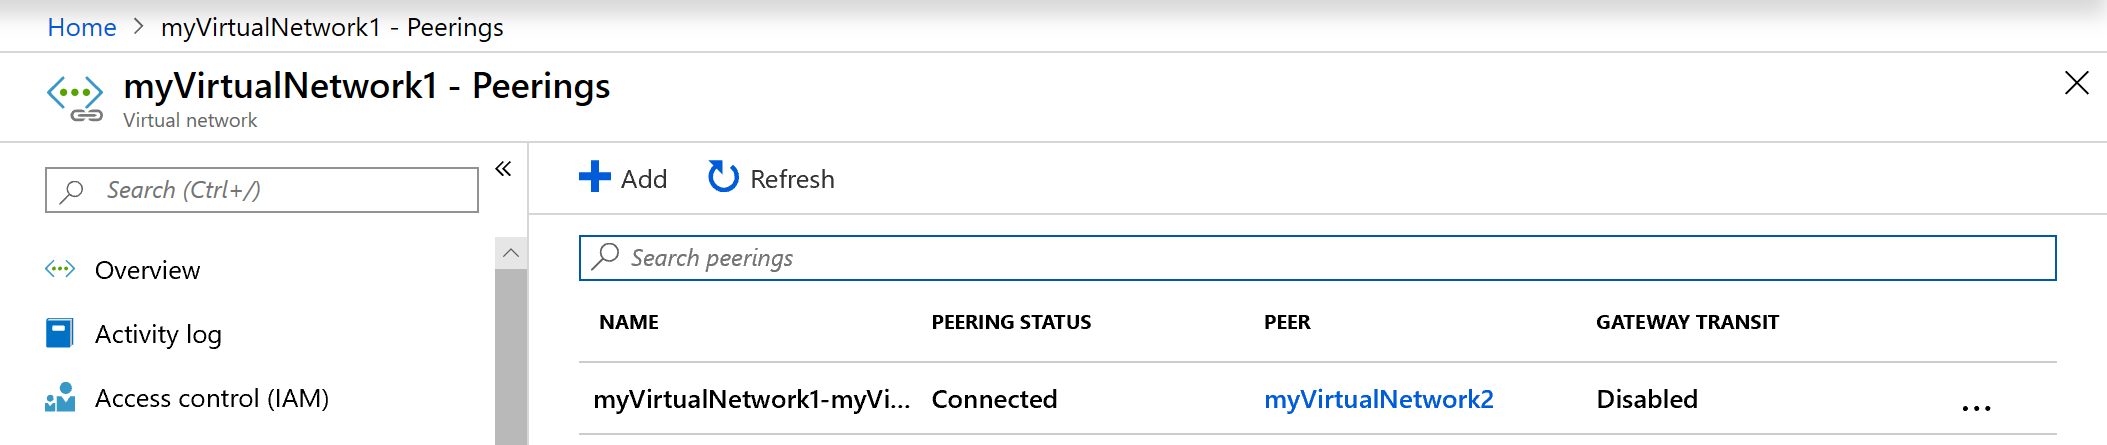 Home > myVirtualNetwork1 - Peerings
myVirtualNetwork1 - Peerings
Virtual network
Search (Ctrl+/)
«
Add
Refresh
Search peerings
Overview
Activity log
Access control (IAM)
NAME PEERING STATUS PEER GATEWAY TRANSIT
myVirtualNetwork1-myVi... Connected myVirtualNetwork2 Disabled ...